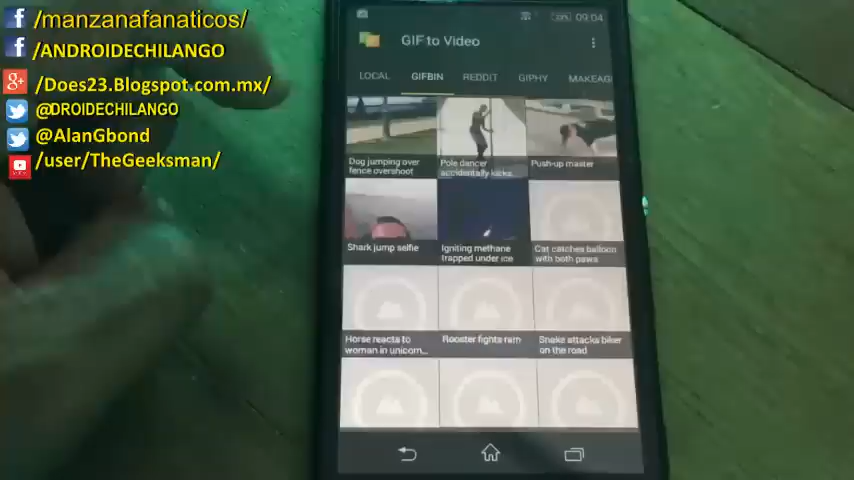 /manzanafanaticos/
/ANDROIDECHILANGO
/Does23.Blogspot.com.mx/
@DROIDECHILANGO
@AlanGbond
/user/TheGeeksman/
09:04
GIF to Video
LOCAL GIFBIN REDDIT GIPHY MAKEAG
Dog jumping over
fence overshoot
Pole dancer
accidentally kicks...
Push-up master
Shark jump selfie
Igniting methane
trapped under ice
Cat catches balloon
with both paws
Horse reacts to
woman in unicorn...
Rooster fights ram
Snake attacks biker
on the road